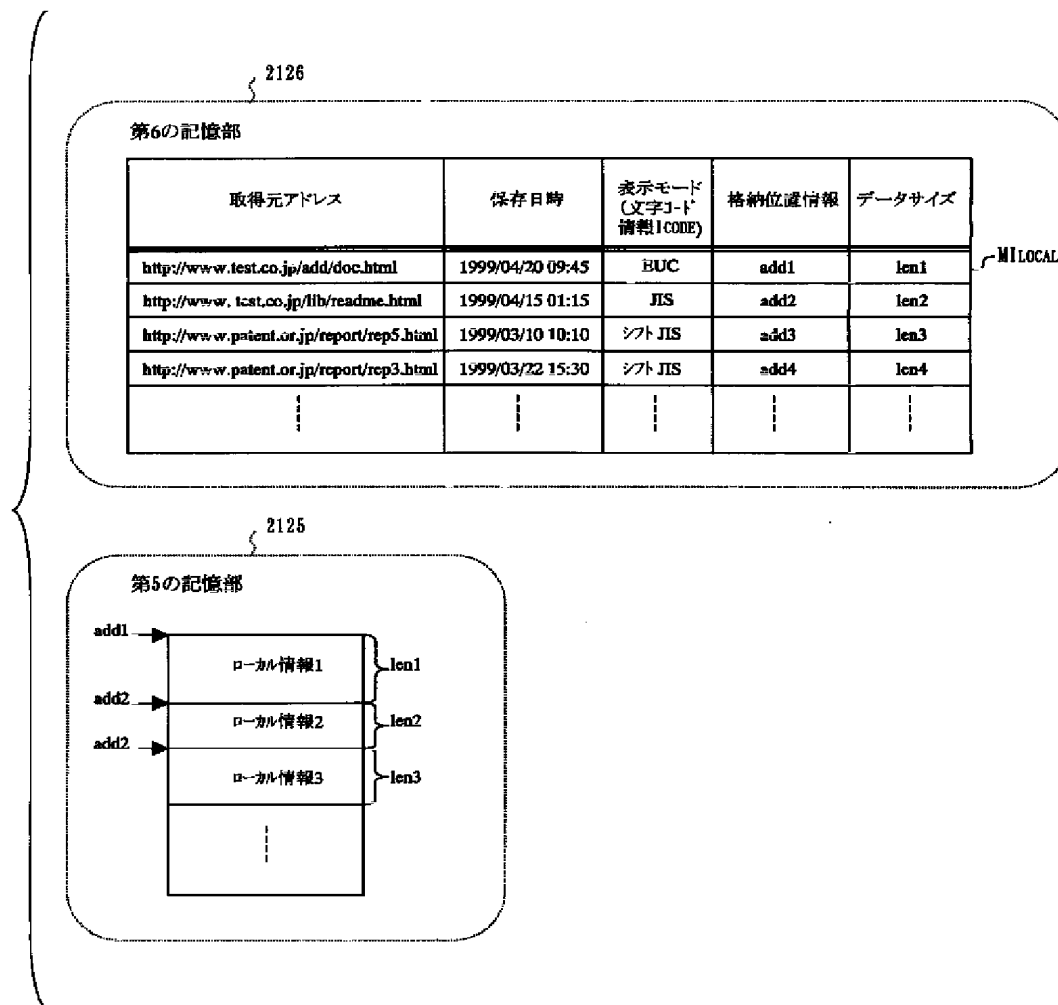 2126
第6の記憶部
取得元アドレス 保存日時 表示モード 格納位置情報 データサイズ
(文字コード
情報ICODE)
http://www.test.co.jp/add/doc.html 1999/04/20 09:45 EUC add1 len1
MILOCAL
http://www.test.co.jp/lib/readme.html 1999/04/15 01:15 JIS add2 len2
http://www.patent.or.jp/report/rep5.html 1999/03/10 10:10 シフトJIS add3 len3
http://www.patent.or.jp/report/rep3.html 1999/03/22 15:30 シフトJIS add4 len4
2125
第5の記憶部
add1
ローカル情報1 len1
add2
ローカル情報2 len2
add2
ローカル情報3 len3